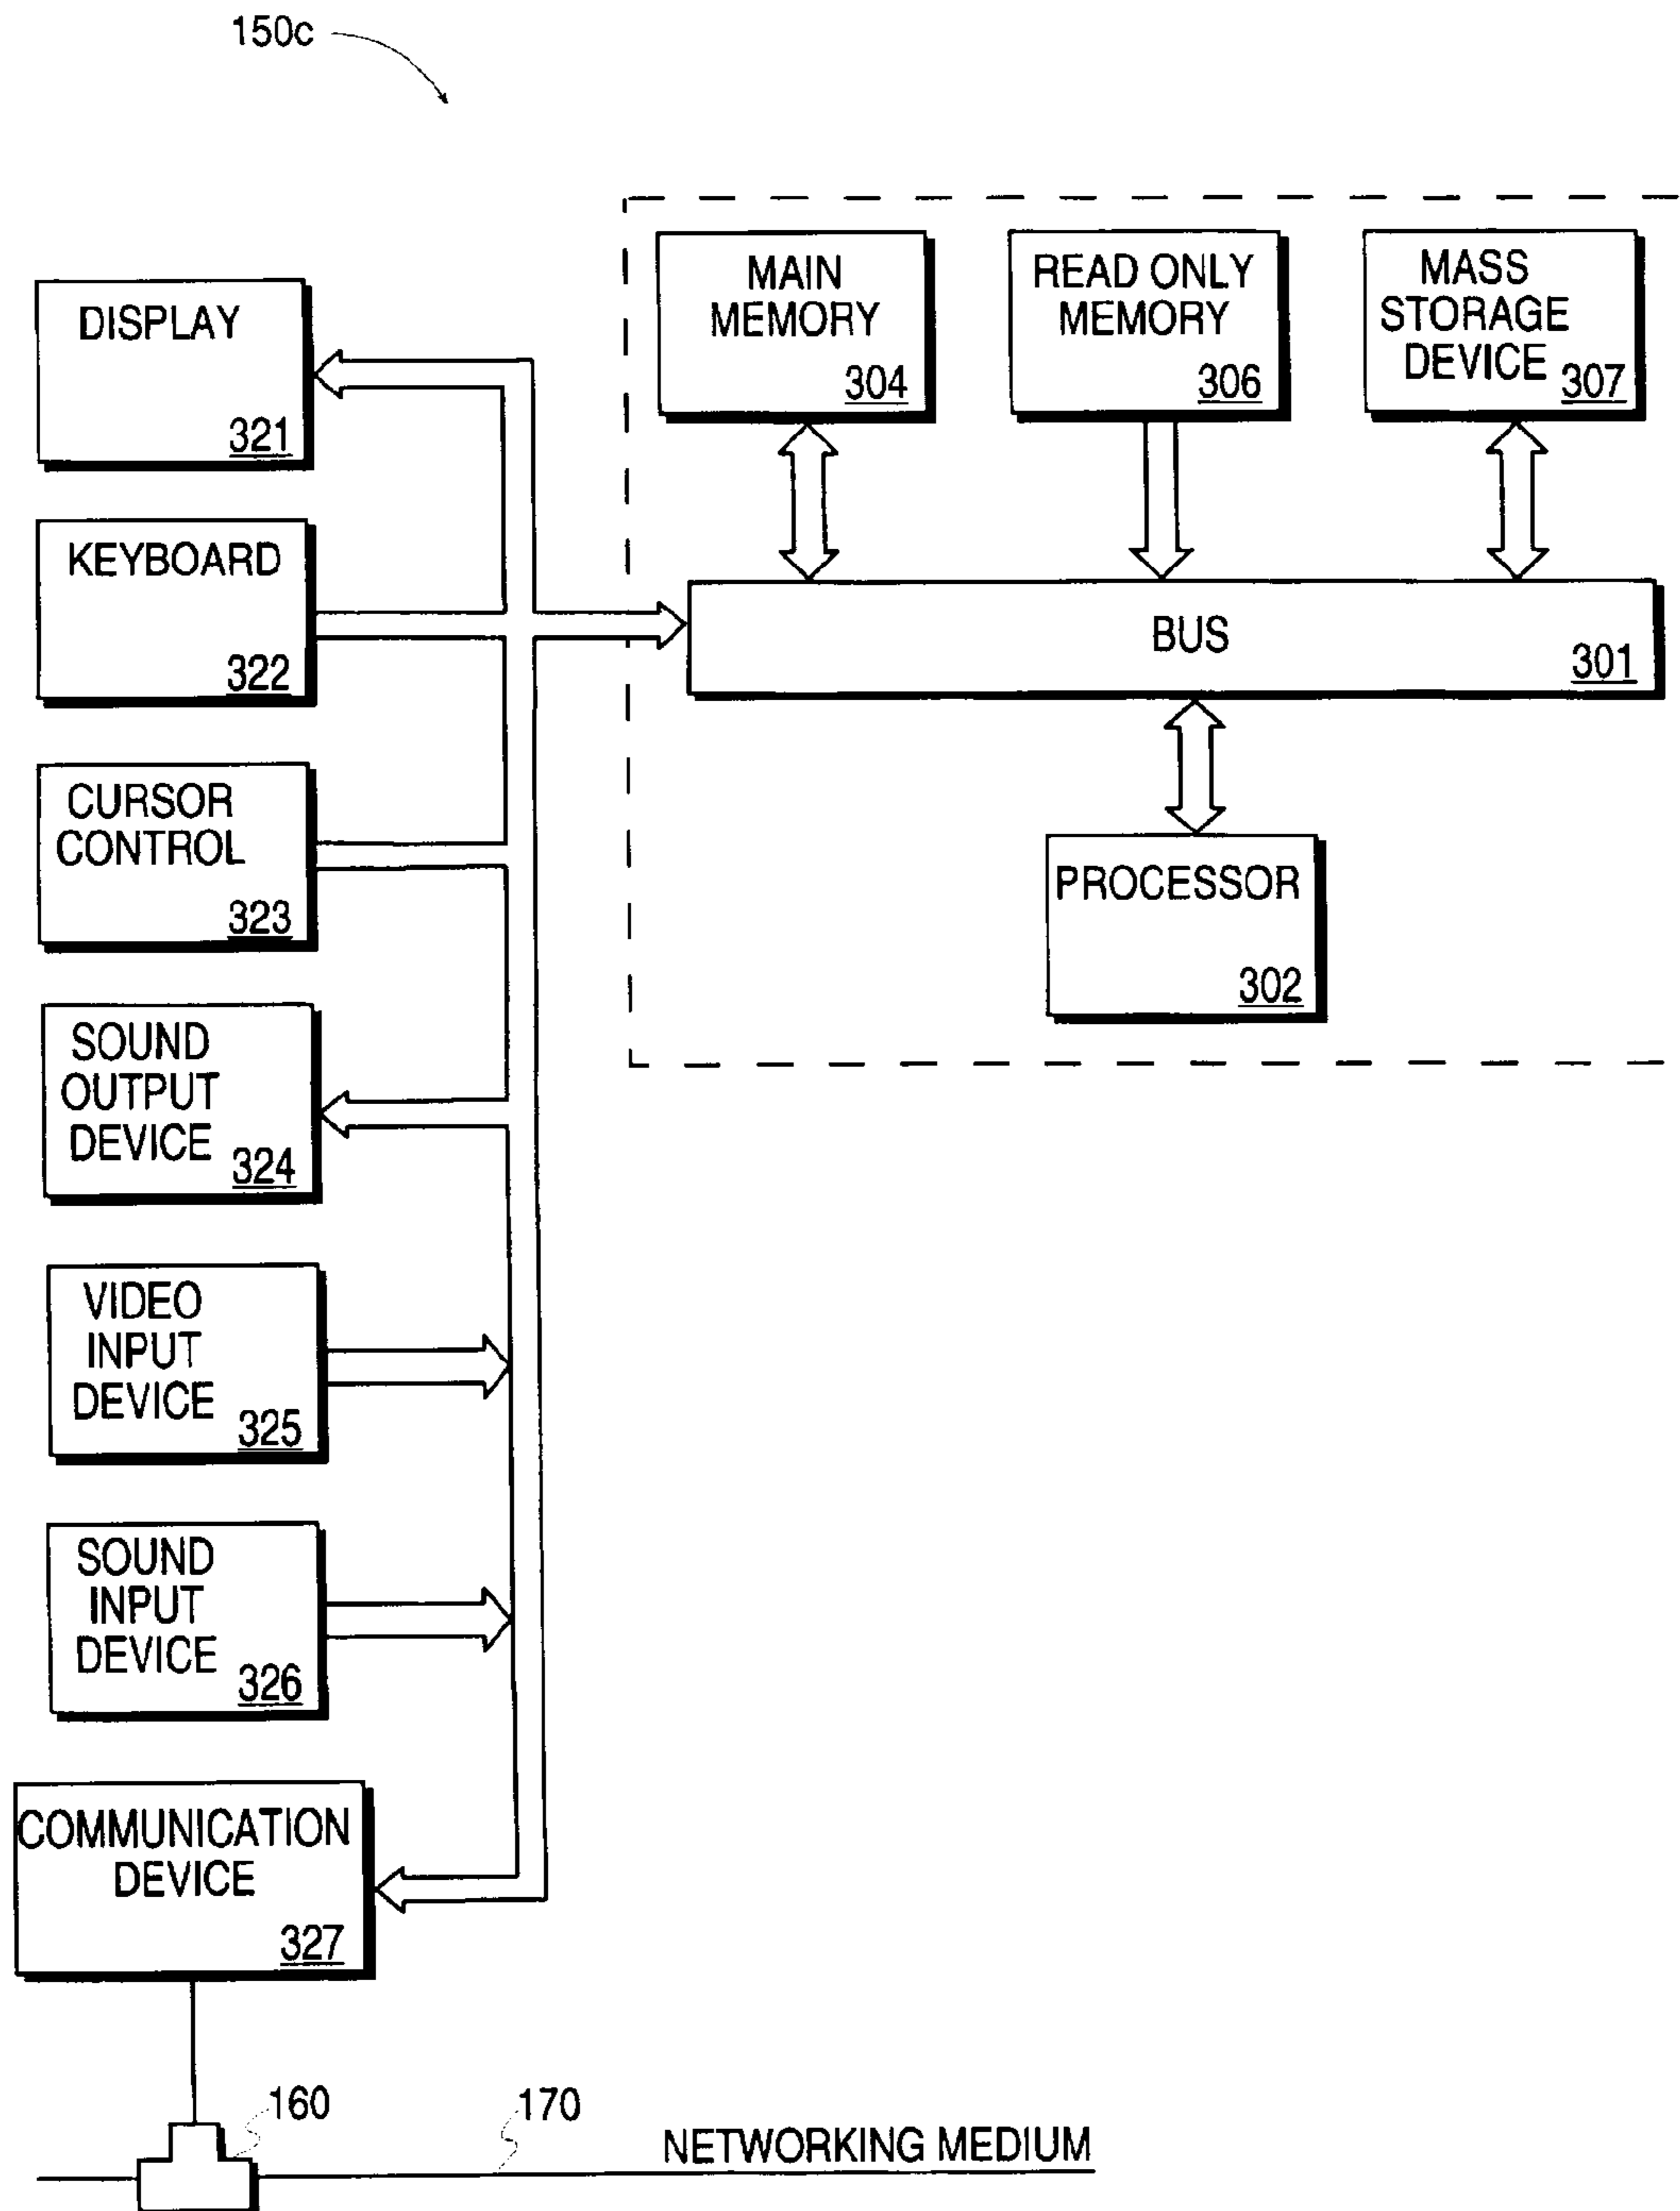 150c
MAIN
MEMORY
304
READ ONLY
MEMORY
306
MASS
STORAGE
DEVICE
307
DISPLAY
321
KEYBOARD
322
BUS
301
CURSOR
CONTROL
323
PROCESSOR
302
SOUND
OUTPUT
DEVICE
324
VIDEO
INPUT
DEVICE
325
SOUND
INPUT
DEVICE
326
COMMUNICATION
DEVICE
327
160
170
NETWORKING MEDIUM